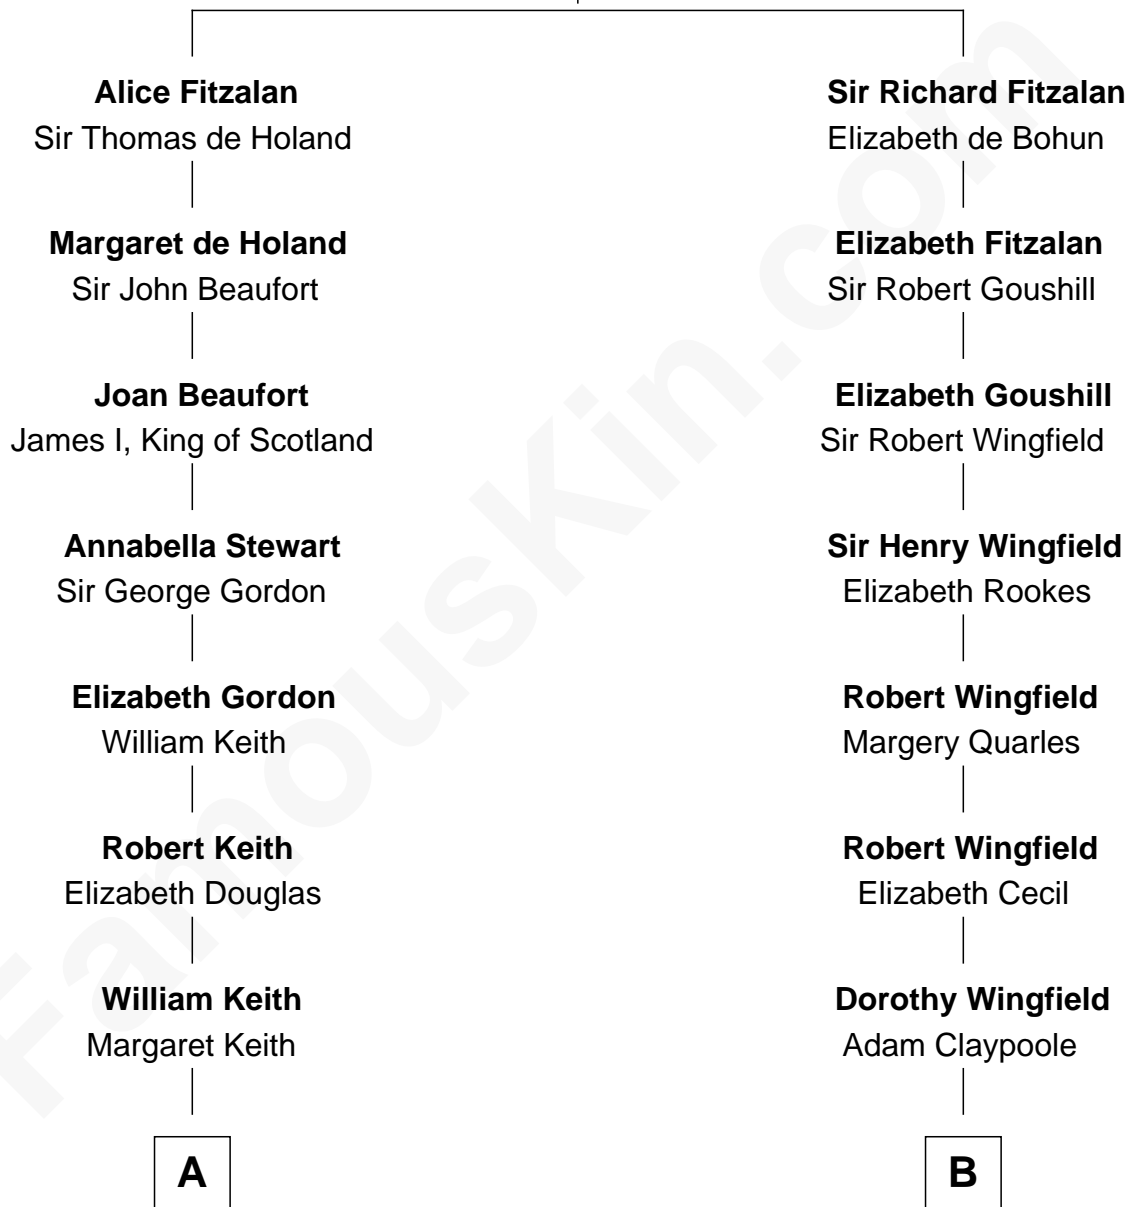 Alice Fitzalan
Sir Thomas de Holand
Sir Richard Fitzalan
Elizabeth de Bohun
Margaret de Holand
Sir John Beaufort
Elizabeth Fitzalan
Sir Robert Goushill
Joan Beaufort
James I, King of Scotland
Elizabeth Goushill
Sir Robert Wingfield
Annabella Stewart
Sir George Gordon
Sir Henry Wingfield
Elizabeth Rookes
Elizabeth Gordon
William Keith
Robert Wingfield
Margery Quarles
Robert Keith
Elizabeth Douglas
Robert Wingfield
Elizabeth Cecil
William Keith
Margaret Keith
Dorothy Wingfield
Adam Claypoole
A
B
FamousKin.com